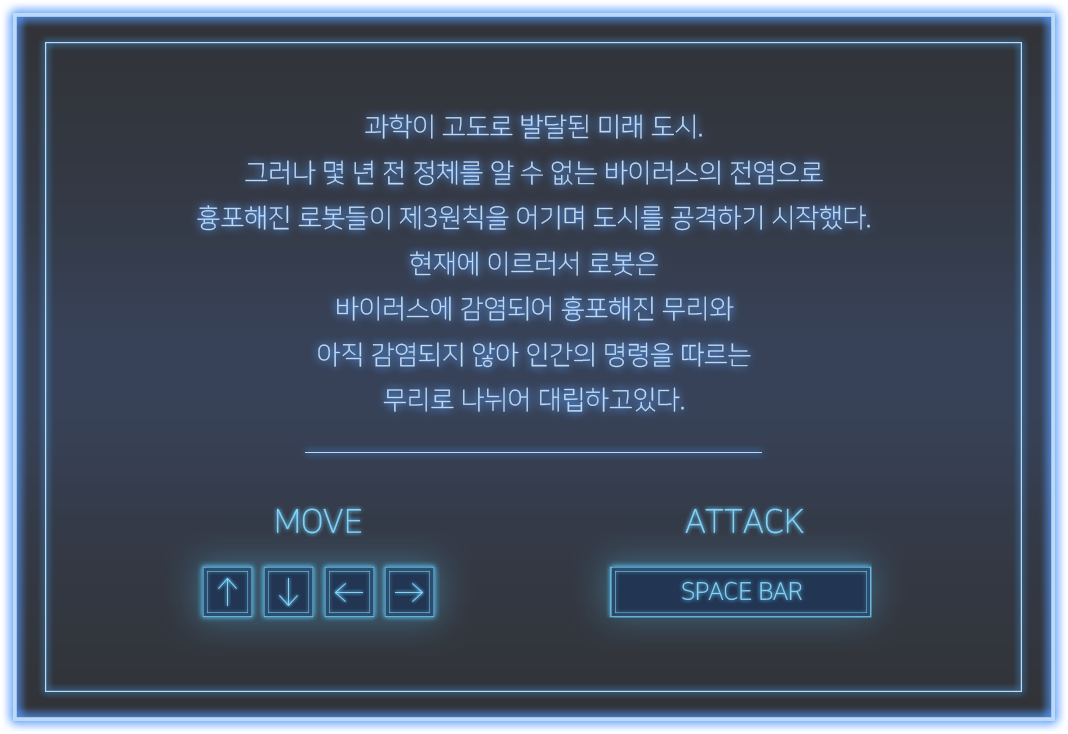 과학이 고도로 발달된 미래 도시.
그러나 몇 년 전 정체를 알 수 없는 바이러스의 전염으로
흉포해진 로봇들이 제3원칙을 어기며 도시를 공격하기 시작했다.
현재에 이르러서 로봇은
바이러스에 감염되어 흉포해진 무리와
아직 감염되지 않아 인간의 명령을 따르는
무리로 나뉘어 대립하고있다.
MOVE
ATTACK
↑ ↓ ← →
SPACE BAR